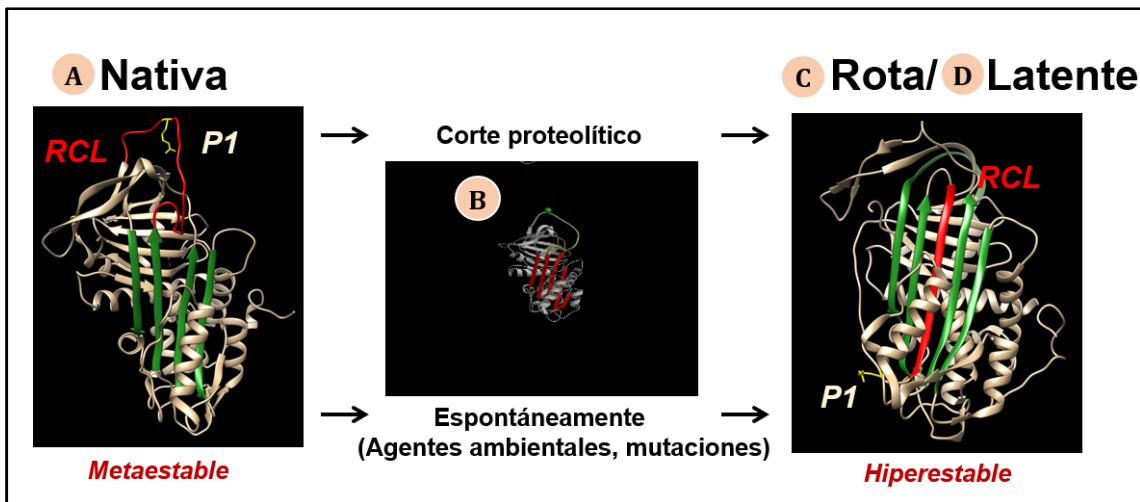 A Nativa
RCL
P1
Metaestable
Corte proteolítico
B
Espontáneamente
(Agentes ambientales, mutaciones)
C Rota/ D Latente
RCL
P1
Hiperestable